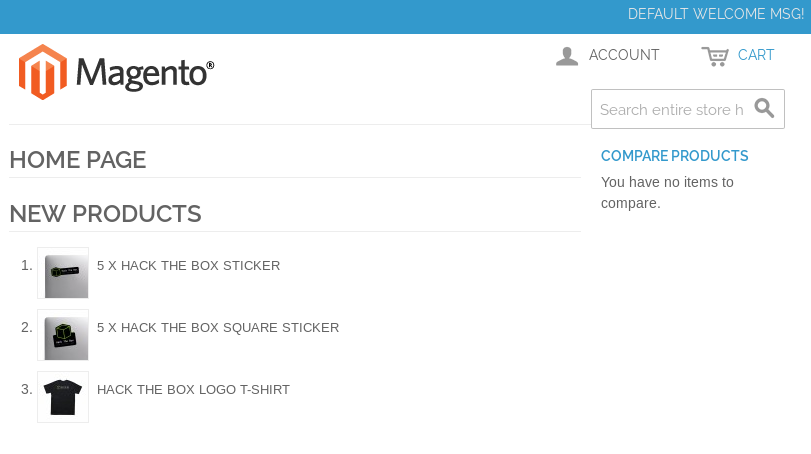 DEFAULT WELCOME MSG!
Magento®
ACCOUNT
CART
Search entire store h
HOME PAGE
COMPARE PRODUCTS
You have no items to
compare.
NEW PRODUCTS
1. 5 X HACK THE BOX STICKER
2. 5 X HACK THE BOX SQUARE STICKER
3. HACK THE BOX LOGO T-SHIRT